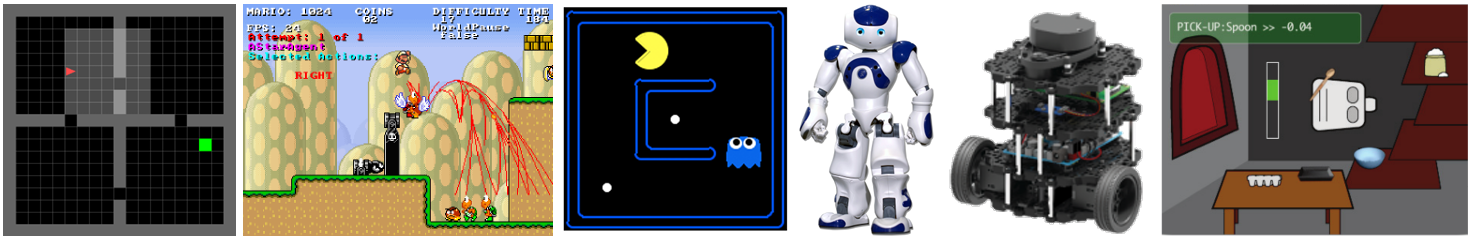 MARIO: 1024 COINS DIFFICULTY TIME
02 17 184
FPS: 24 WorldPause
Attempt: 1 of 1 false
AStarAgent
Selected Actions:
RIGHT
PICK-UP:Spoon >> -0.04